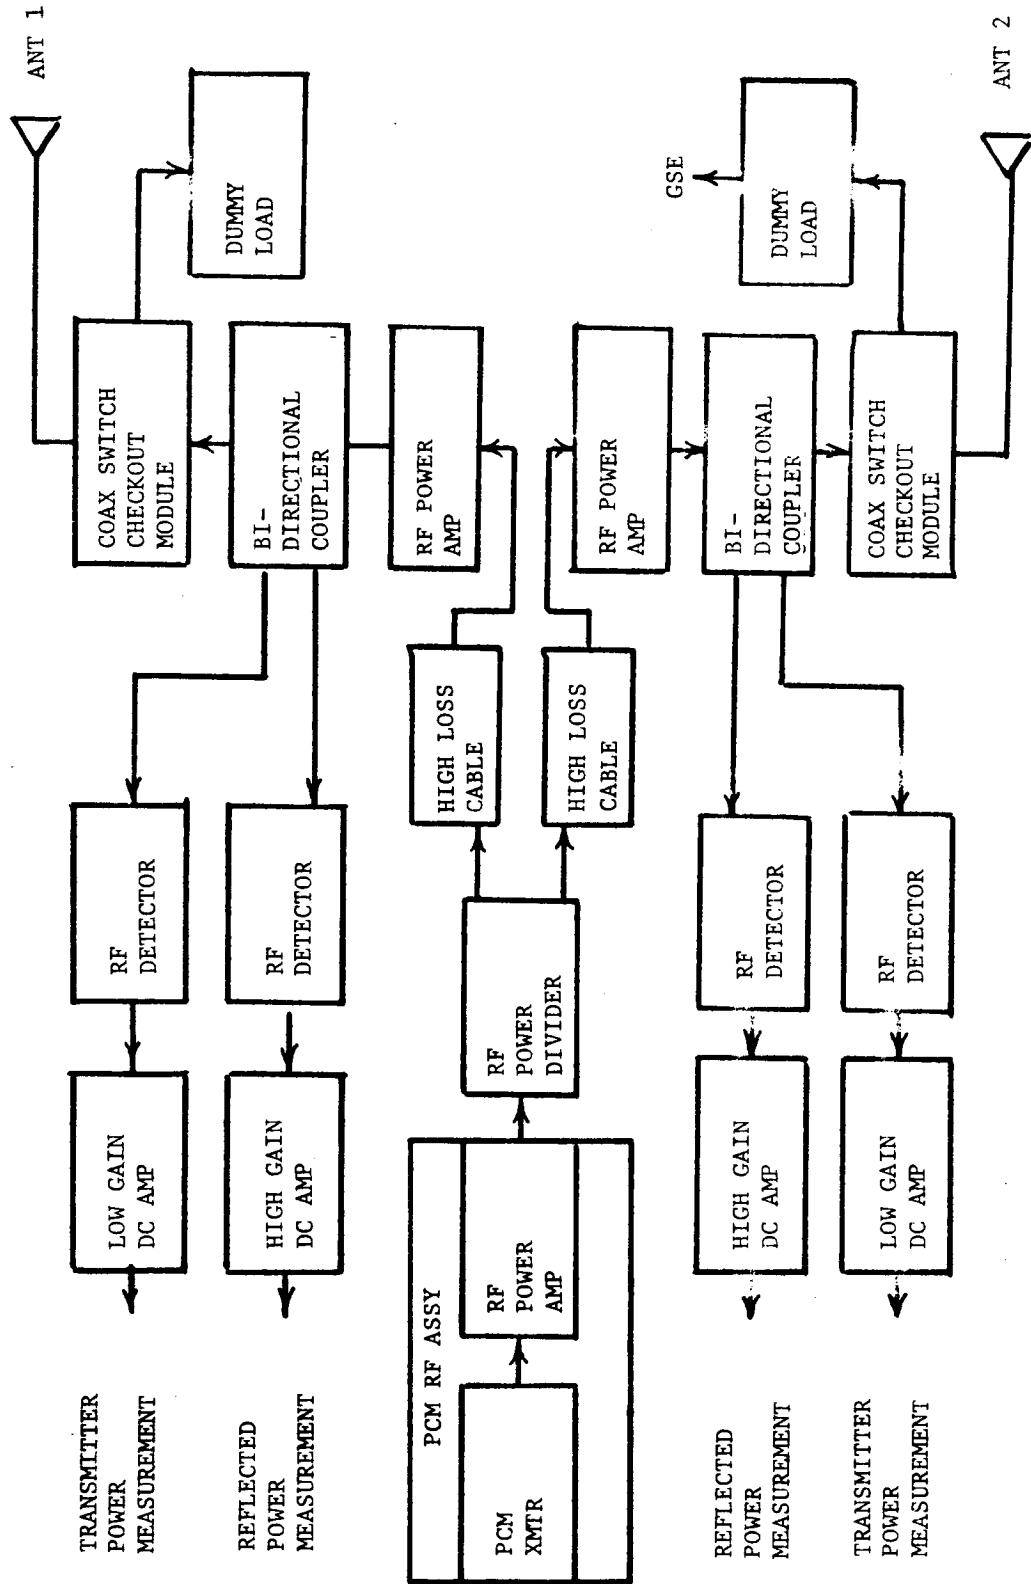 TRANSMITTER
POWER
MEASUREMENT
LOW GAIN
DC AMP
RF
DETECTOR
COAX SWITCH
CHECKOUT
MODULE
ANT 1
REFLECTED
POWER
MEASUREMENT
HIGH GAIN
DC AMP
RF
DETECTOR
BI-
DIRECTIONAL
COUPLER
DUMMY
LOAD
RF POWER
AMP
HIGH LOSS
CABLE
PCM RF ASSY
PCM
XMTR
RF
POWER
AMP
RF
POWER
DIVIDER
HIGH LOSS
CABLE
RF POWER
AMP
REFLECTED
POWER
MEASUREMENT
HIGH GAIN
DC AMP
RF
DETECTOR
BI-
DIRECTIONAL
COUPLER
GSE
DUMMY
LOAD
TRANSMITTER
POWER
MEASUREMENT
LOW GAIN
DC AMP
RF
DETECTOR
COAX SWITCH
CHECKOUT
MODULE
ANT 2